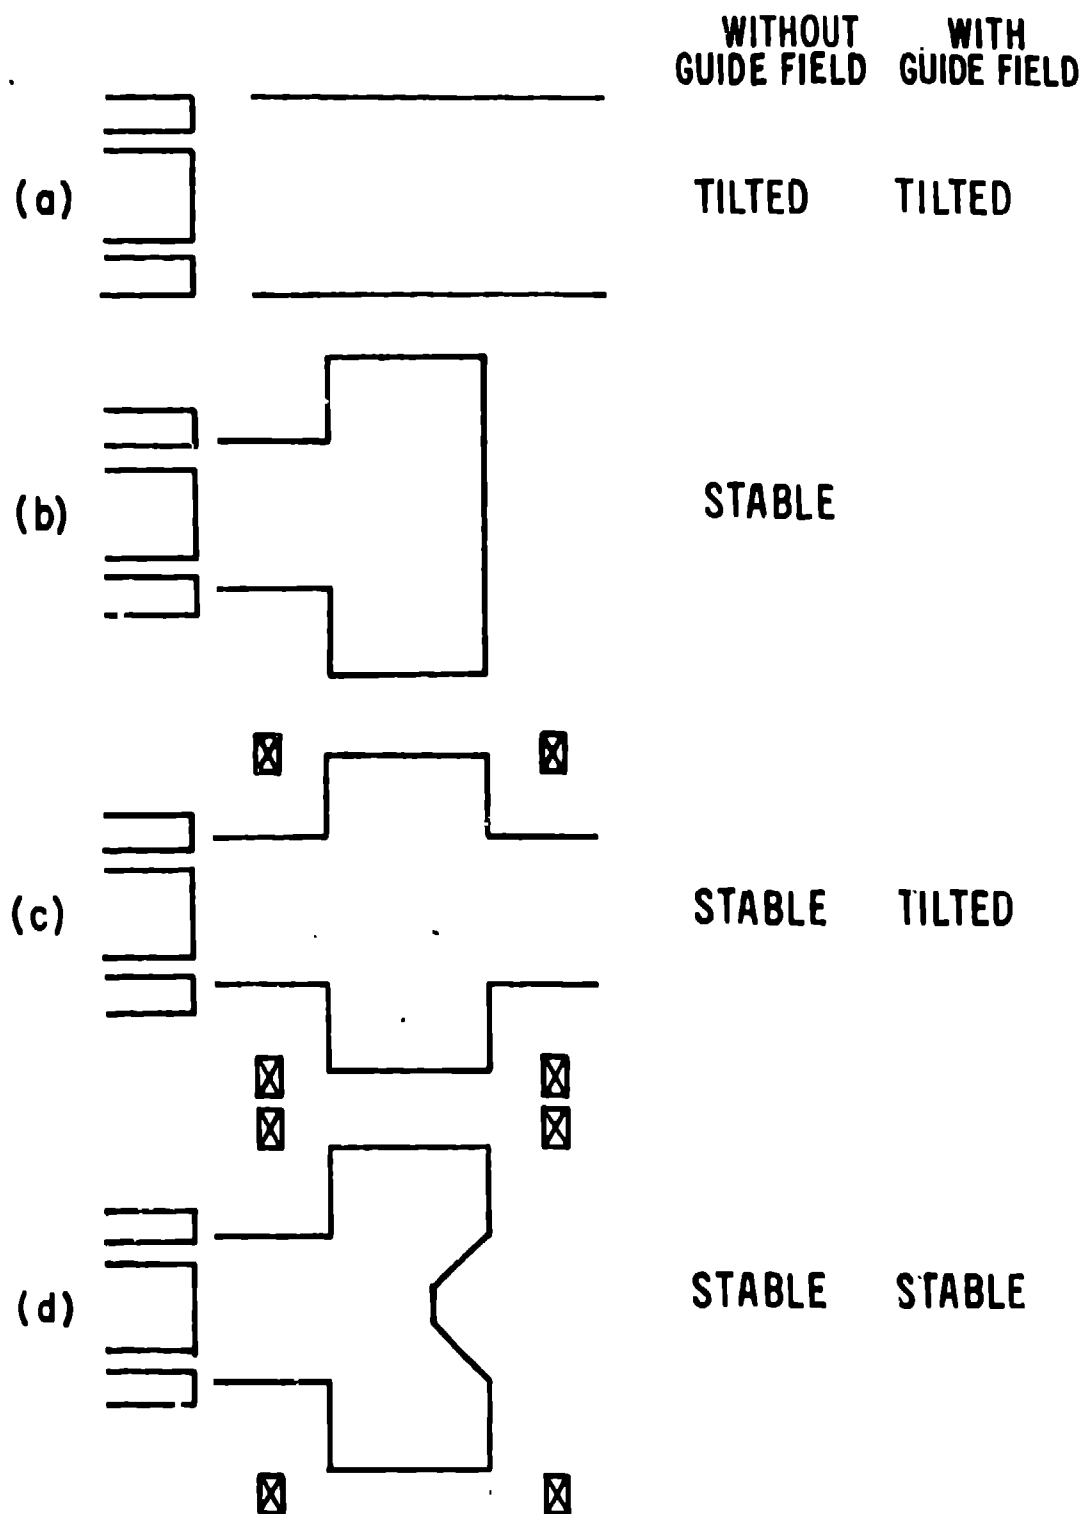 WITHOUT WITH
GUIDE FIELD GUIDE FIELD
(a) TILTED TILTED
(b) STABLE
(c) STABLE TILTED
(d) STABLE STABLE